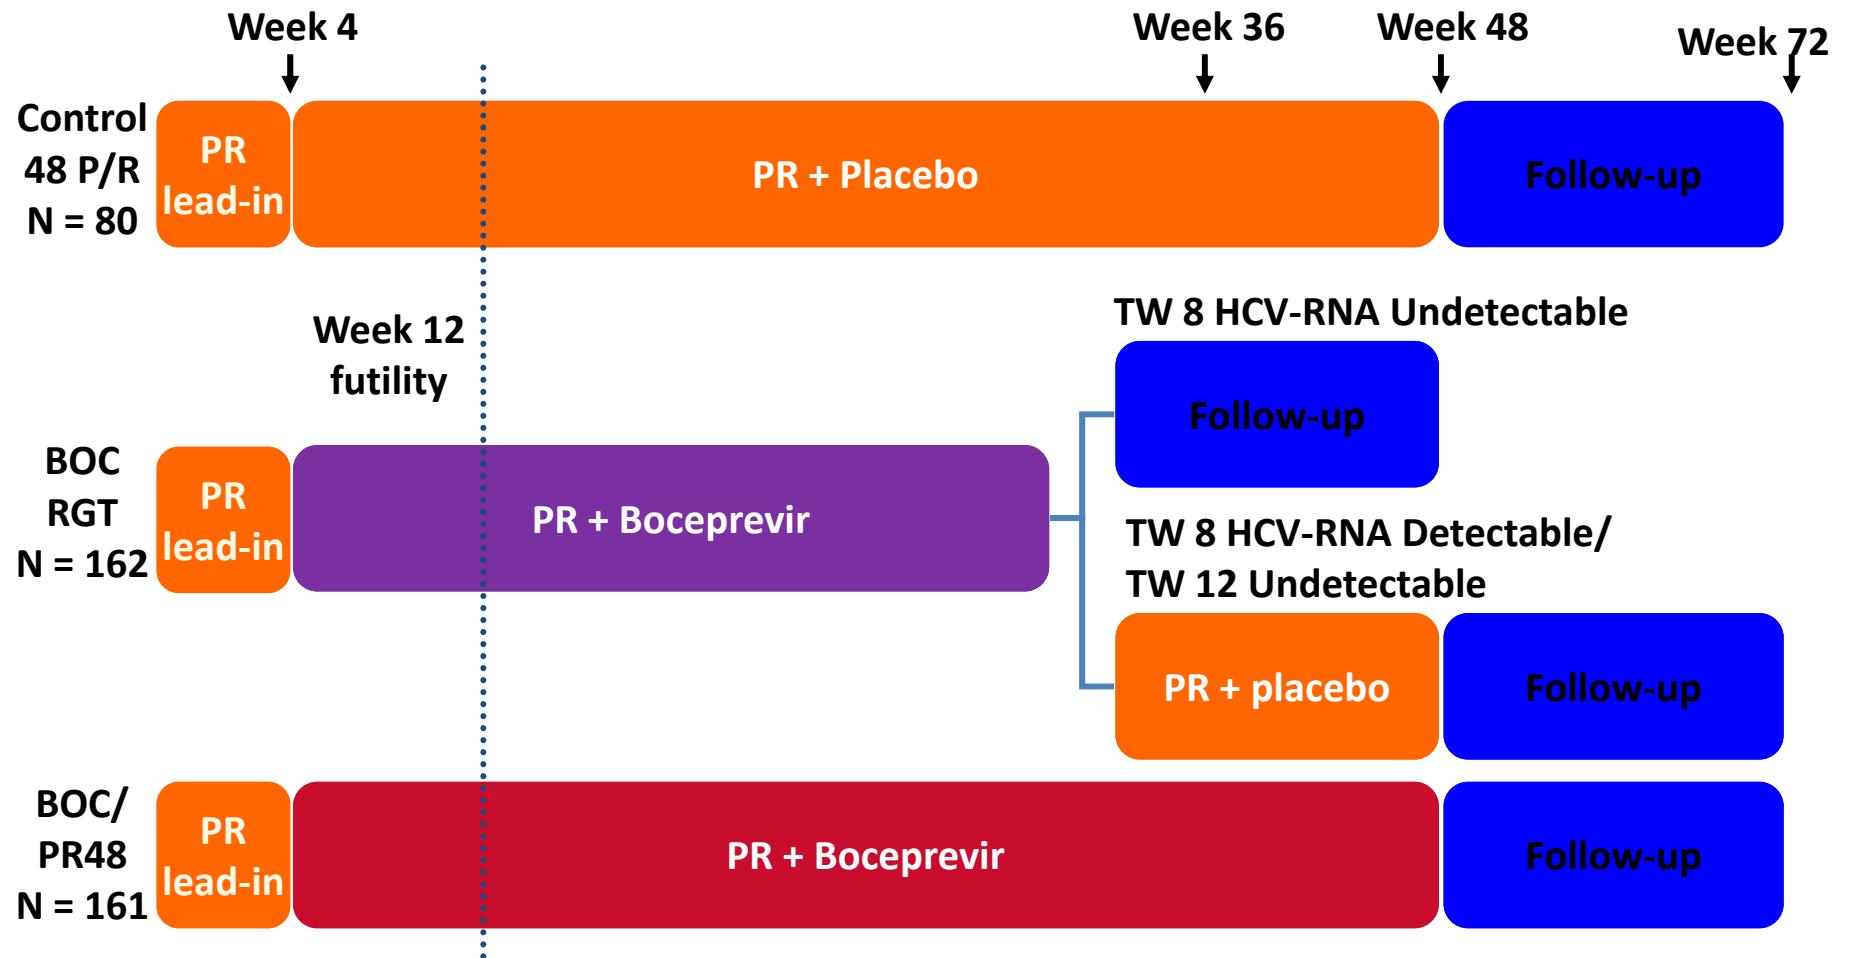 Week 4
Week 36
Week 48
Week 72
Control
48 P/R
N = 80
PR
lead-in
PR + Placebo
Follow-up
Week 12
futility
TW 8 HCV-RNA Undetectable
Follow-up
BOC
RGT
N = 162
PR
lead-in
PR + Boceprevir
TW 8 HCV-RNA Detectable/
TW 12 Undetectable
PR + placebo
Follow-up
BOC/
PR48
N = 161
PR
lead-in
PR + Boceprevir
Follow-up